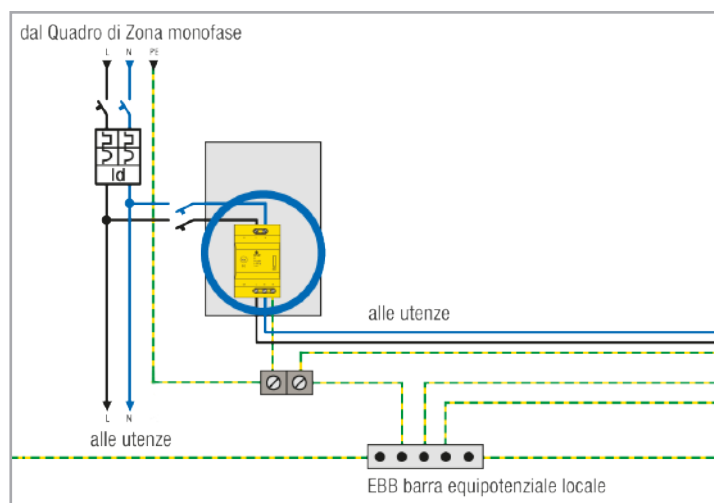 dal Quadro di Zona monofase
L N PE
Id
alle utenze
L N
alle utenze
EBB barra equipotenziale locale